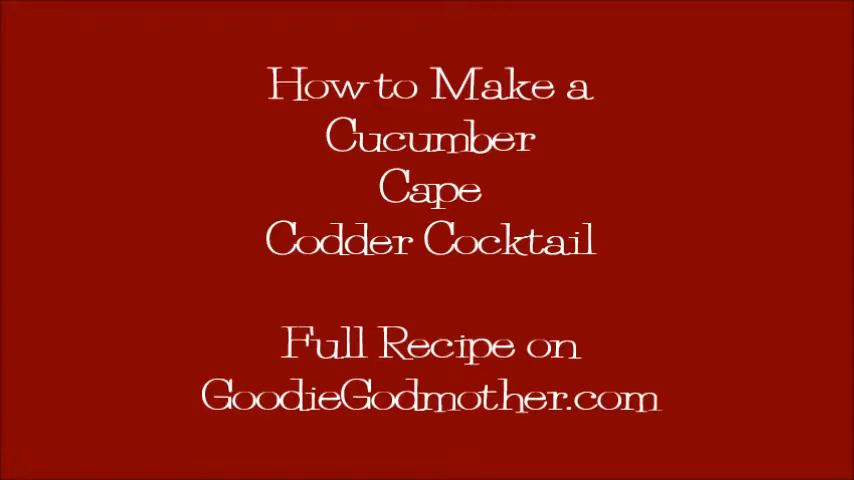 How to Make a
Cucumber
Cape
Codder Cocktail
Full Recipe on
GoodieGodmother.com